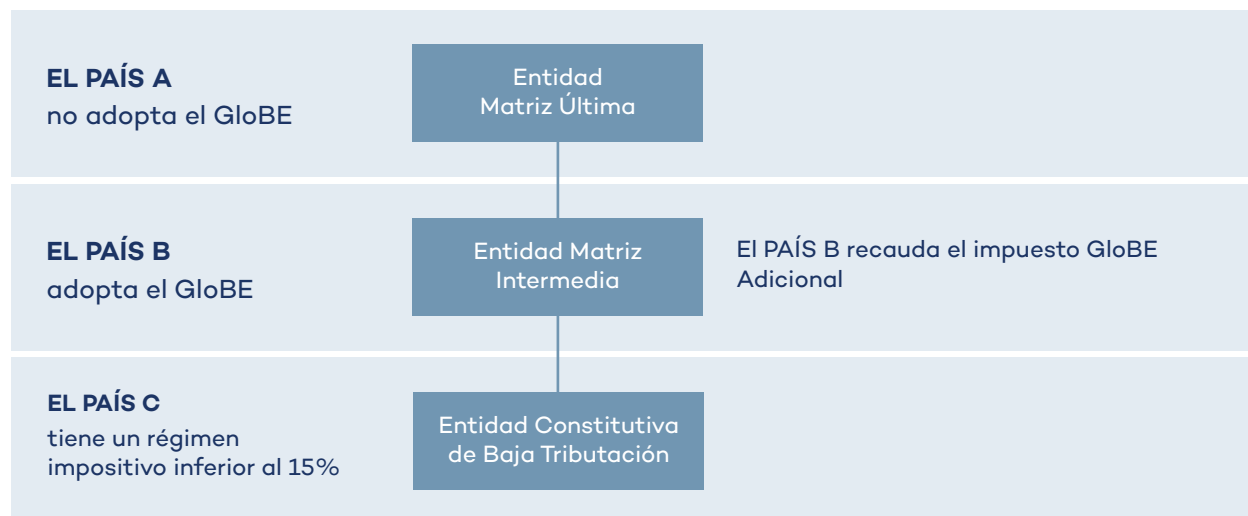 EL PAÍS A
no adopta el GloBE
Entidad
Matriz Última
EL PAÍS B
adopta el GloBE
Entidad Matriz
Intermedia
El PAÍS B recauda el impuesto GloBE
Adicional
EL PAÍS C
tiene un régimen
impositivo inferior al 15%
Entidad Constitutiva
de Baja Tributación